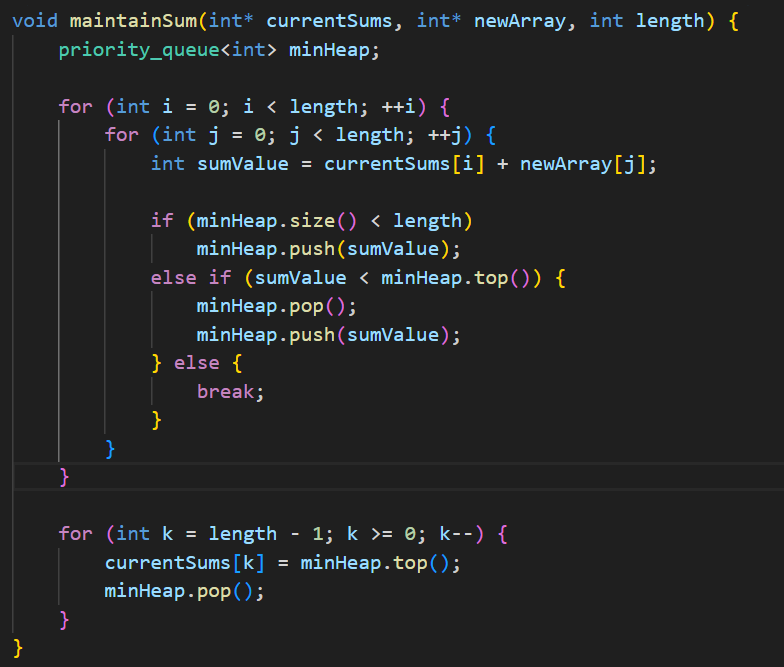 void maintainSum(int* currentSums, int* newArray, int length) {
    priority_queue<int> minHeap;

    for (int i = 0; i < length; ++i) {
        for (int j = 0; j < length; ++j) {
            int sumValue = currentSums[i] + newArray[j];

            if (minHeap.size() < length)
                minHeap.push(sumValue);
            else if (sumValue < minHeap.top()) {
                minHeap.pop();
                minHeap.push(sumValue);
            } else {
                break;
            }
        }
    }

    for (int k = length - 1; k >= 0; k--) {
        currentSums[k] = minHeap.top();
        minHeap.pop();
    }
}